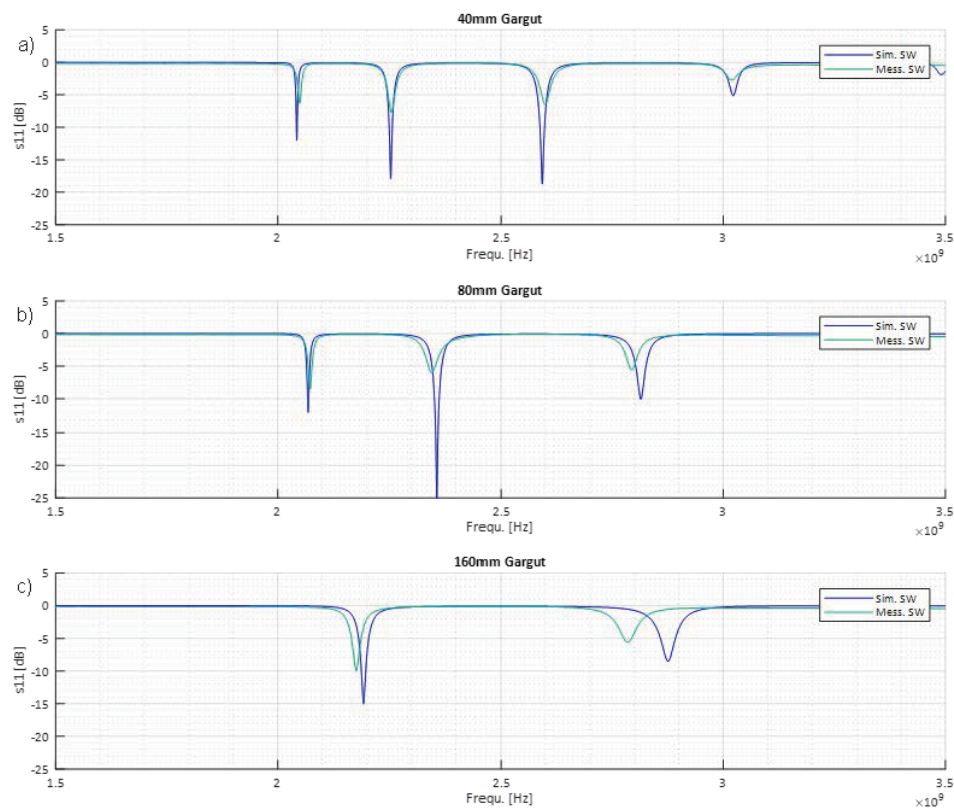 40mm Gargut
a)
5
0
-5
-10
-15
-20
-25
s11 [dB]
Sim. SW
Mess. SW
1.5 2 2.5 3 3.5
Frequ. [Hz]
×10⁹
80mm Gargut
b)
5
0
-5
-10
-15
-20
-25
s11 [dB]
Sim. SW
Mess. SW
1.5 2 2.5 3 3.5
Frequ. [Hz]
×10⁹
160mm Gargut
c)
5
0
-5
-10
-15
-20
-25
s11 [dB]
Sim. SW
Mess. SW
1.5 2 2.5 3 3.5
Frequ. [Hz]
×10⁹